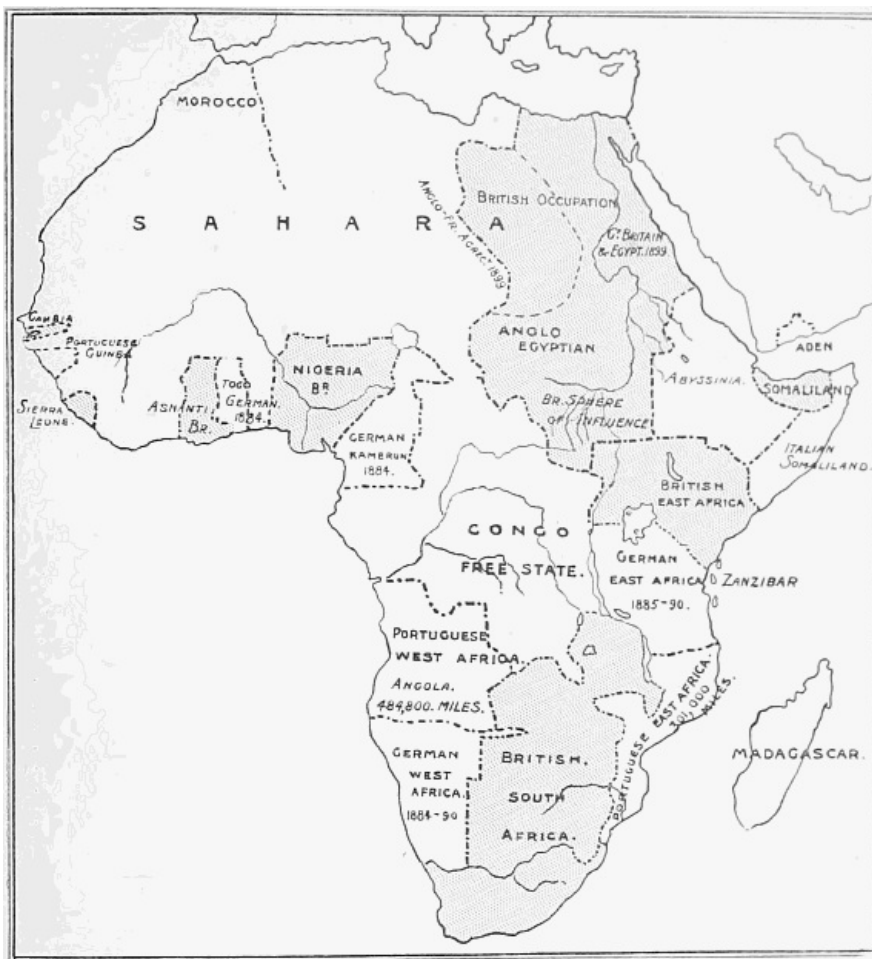 MOROCCO
SAHARA
ANGLO-FR. AGREE.T 1899
BRITISH OCCUPATION
GT. BRITAIN
& EGYPT. 1899
GAMBIA
PORTUGUESE
GUINEA
SIERRA
LEONE.
ASHANTI
BR.
TOGO
GERMAN.
1884.
NIGERIA
BR.
GERMAN
KAMERUN
1884.
ANGLO
EGYPTIAN
BR. SPHERE
OF INFLUENCE
ABYSSINIA.
ADEN
SOMALILAND
ITALIAN
SOMALILAND.
BRITISH
EAST AFRICA
CONGO
FREE STATE.
GERMAN
EAST AFRICA
1885-90.
ZANZIBAR
PORTUGUESE
WEST AFRICA.
ANGOLA.
484,800. MILES.
GERMAN
WEST
AFRICA.
1884-90
BRITISH.
SOUTH
AFRICA.
PORTUGUESE EAST AFRICA.
301,000
MILES.
MADAGASCAR.